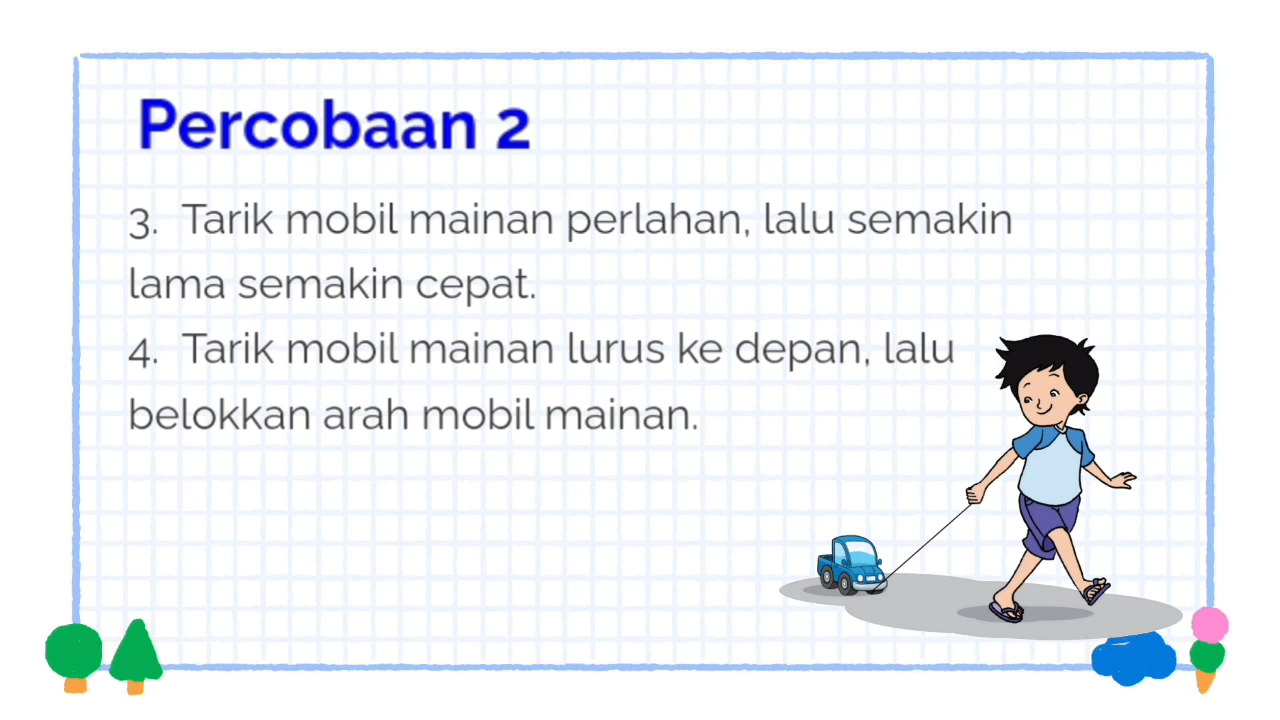 Percobaan 2
3. Tarik mobil mainan perlahan, lalu semakin
lama semakin cepat.
4. Tarik mobil mainan lurus ke depan, lalu
belokkan arah mobil mainan.